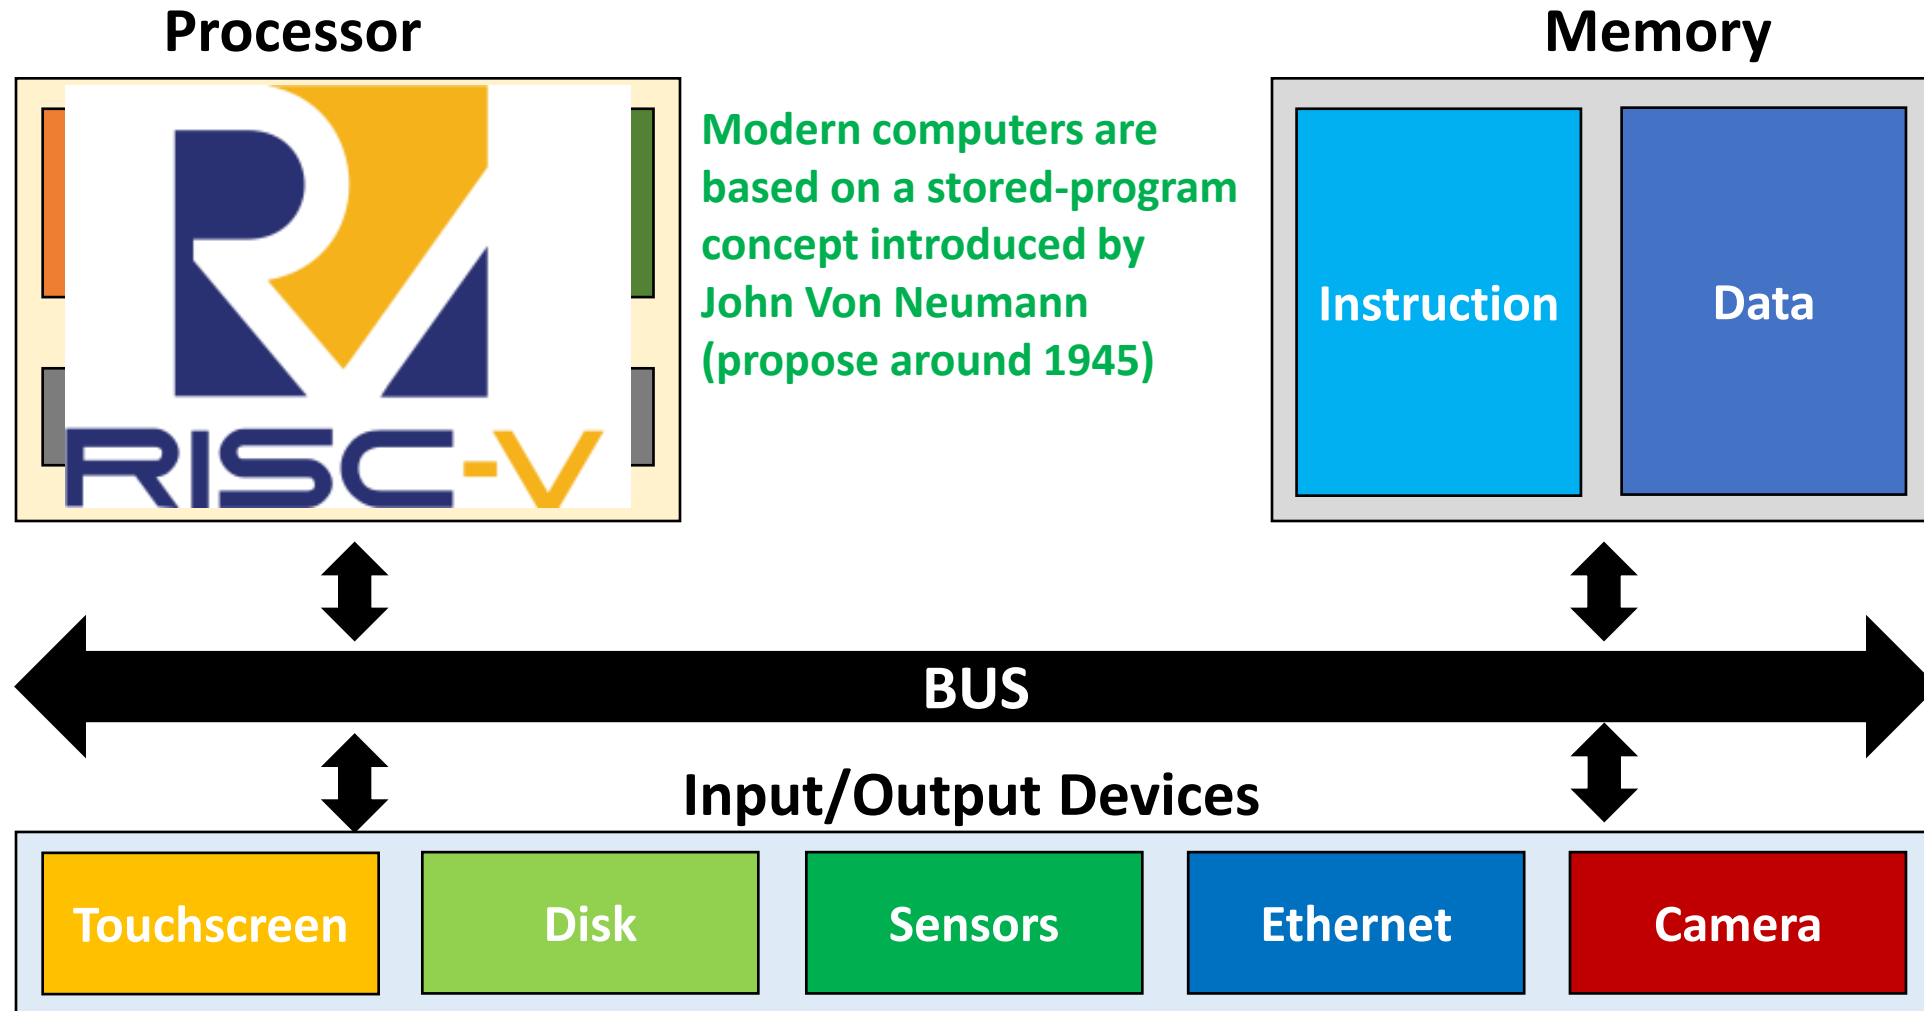 Processor
Memory
RISC-V
Modern computers are
based on a stored-program
concept introduced by
John Von Neumann
(propose around 1945)
Instruction
Data
BUS
Input/Output Devices
Touchscreen
Disk
Sensors
Ethernet
Camera